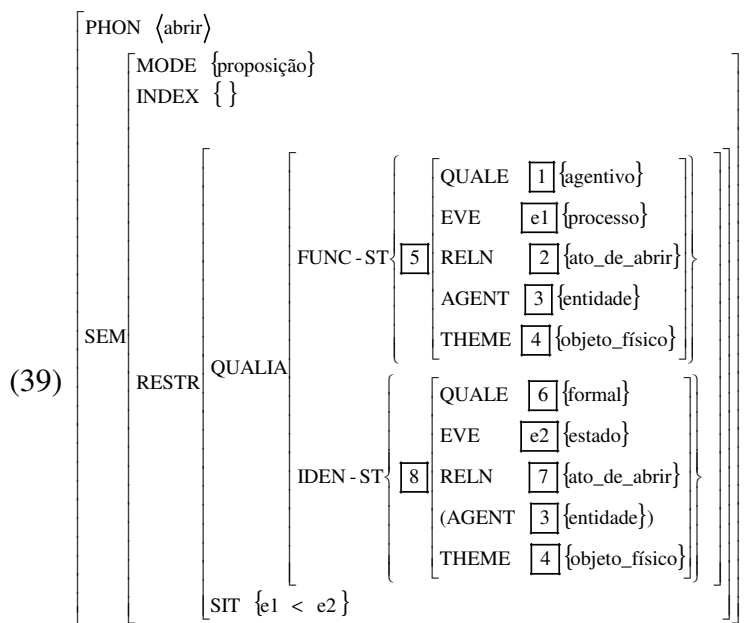 PHON ⟨abrir⟩
MODE {proposição}
INDEX { }
QUALE 1 {agentivo}
EVE e1 {processo}
FUNC - ST { 5 RELN 2 {ato_de_abrir}
AGENT 3 {entidade}
THEME 4 {objeto_físico}
SEM
(39)
RESTR
QUALIA
QUALE 6 {formal}
EVE e2 {estado}
IDEN - ST { 8 RELN 7 {ato_de_abrir}
(AGENT 3 {entidade})
THEME 4 {objeto_físico}
SIT {e1 < e2}